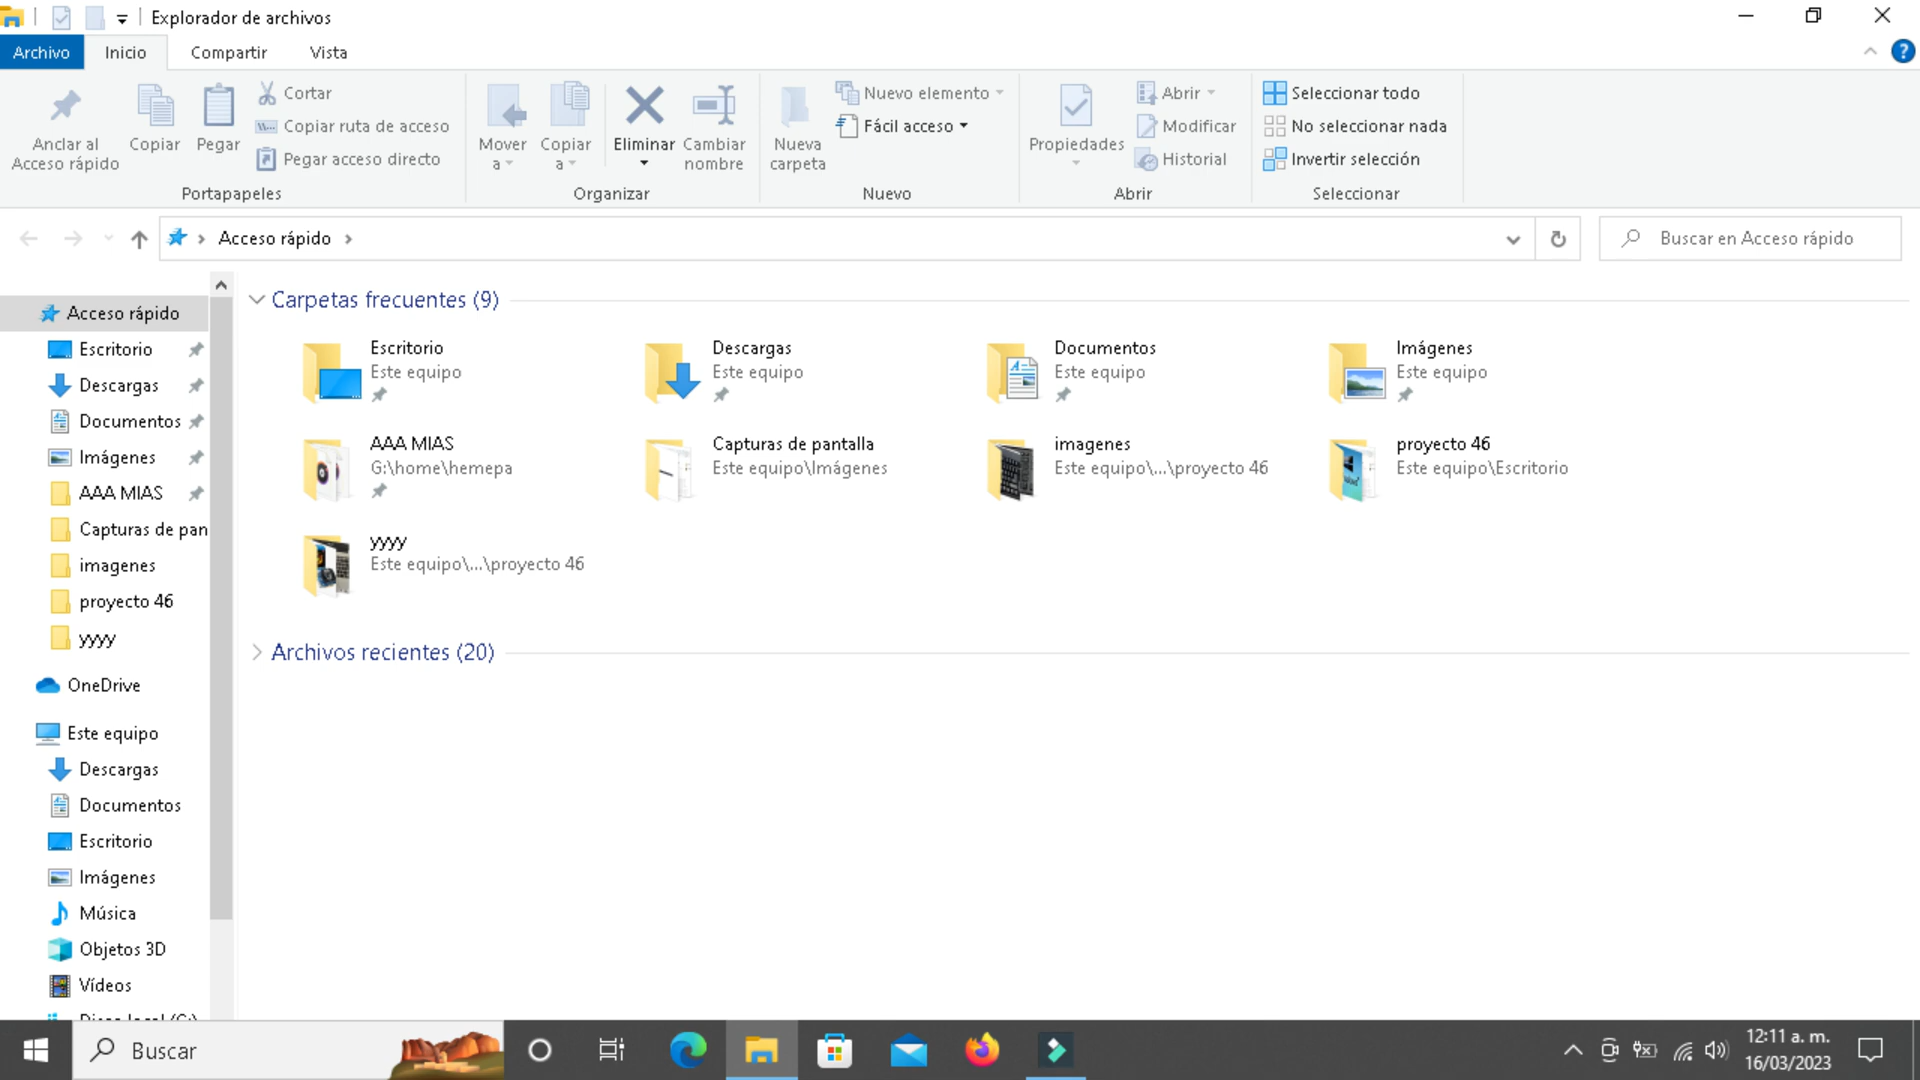 Explorador de archivos
Archivo Inicio Compartir Vista
Anclar al Acceso rápido
Copiar
Pegar
Cortar
Copiar ruta de acceso
Pegar acceso directo
Portapapeles
Mover a
Copiar a
Eliminar
Cambiar nombre
Organizar
Nueva carpeta
Nuevo elemento
Fácil acceso
Nuevo
Propiedades
Abrir
Modificar
Historial
Abrir
Seleccionar todo
No seleccionar nada
Invertir selección
Seleccionar
Acceso rápido
Buscar en Acceso rápido
Acceso rápido
Escritorio
Descargas
Documentos
Imágenes
AAA MIAS
Capturas de pan
imagenes
proyecto 46
yyyy
OneDrive
Este equipo
Descargas
Documentos
Escritorio
Imágenes
Música
Objetos 3D
Vídeos
Disco local (C:)
Carpetas frecuentes (9)
Escritorio
Este equipo
Descargas
Este equipo
Documentos
Este equipo
Imágenes
Este equipo
AAA MIAS
G:\home\hemepa
Capturas de pantalla
Este equipo\Imágenes
imagenes
Este equipo\...\proyecto 46
proyecto 46
Este equipo\Escritorio
yyyy
Este equipo\...\proyecto 46
Archivos recientes (20)
Buscar
12:11 a. m.
16/03/2023